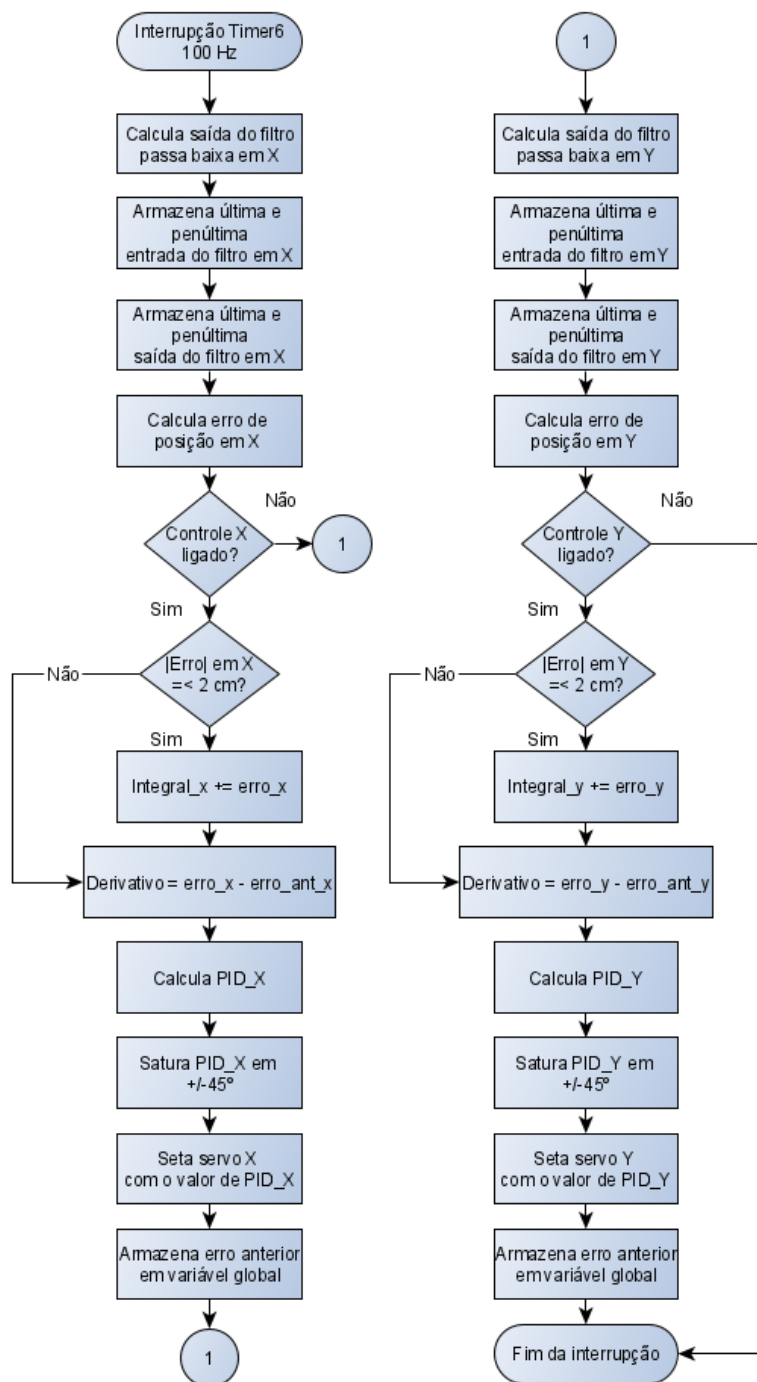 Interrupção Timer6
100 Hz
Calcula saída do filtro
passa baixa em X
Armazena última e
penúltima
entrada do filtro em X
Armazena última e
penúltima
saída do filtro em X
Calcula erro de
posição em X
Controle X
ligado?
Não
1
Sim
|Erro| em X
=< 2 cm?
Não
Sim
Integral_x += erro_x
Derivativo = erro_x - erro_ant_x
Calcula PID_X
Satura PID_X em
+/-45º
Seta servo X
com o valor de PID_X
Armazena erro anterior
em variável global
1
1
Calcula saída do filtro
passa baixa em Y
Armazena última e
penúltima
entrada do filtro em Y
Armazena última e
penúltima
saída do filtro em Y
Calcula erro de
posição em Y
Controle Y
ligado?
Não
Sim
|Erro| em Y
=< 2 cm?
Não
Sim
Integral_y += erro_y
Derivativo = erro_y - erro_ant_y
Calcula PID_Y
Satura PID_Y em
+/-45º
Seta servo Y
com o valor de PID_Y
Armazena erro anterior
em variável global
Fim da interrupção